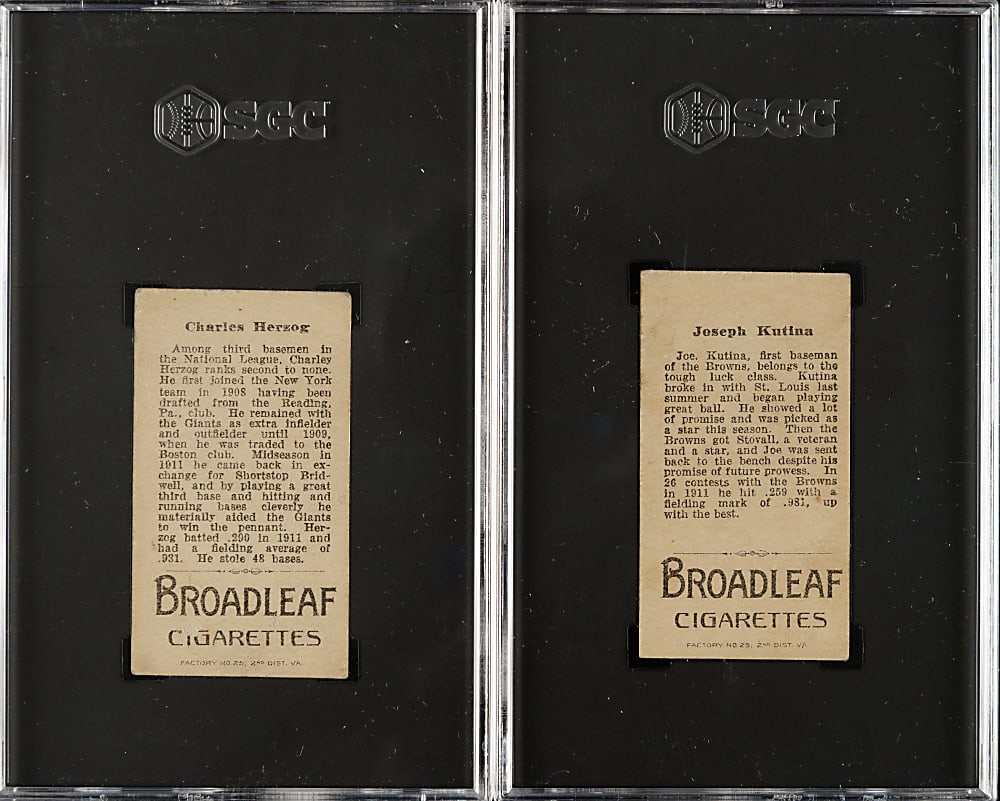 SGC
Charles Herzog
Among third basemen in
the National League, Charley
Herzog ranks second to none.
He first joined the New York
team in 1908 having been
drafted from the Reading,
Pa., club. He remained with
the Giants as extra infielder
and outfielder until 1909,
when he was traded to the
Boston club. Midseason in
1911 he came back in ex-
change for Shortstop Brid-
well, and by playing a great
third base and hitting and
running bases cleverly he
materially aided the Giants
to win the pennant. Her-
zog batted .290 in 1911 and
had a fielding average of
.931. He stole 48 bases.
BROADLEAF
CIGARETTES
FACTORY NO. 25, 2ND DIST. VA.
SGC
Joseph Kutina
Joe. Kutina, first baseman
of the Browns, belongs to the
tough luck class. Kutina
broke in with St. Louis last
summer and began playing
great ball. He showed a lot
of promise and was picked as
a star this season. Then the
Browns got Stovall, a veteran
and a star, and Joe was sent
back to the bench despite his
promise of future prowess. In
26 contests with the Browns
in 1911 he hit .259 with a
fielding mark of .981, up
with the best.
BROADLEAF
CIGARETTES
FACTORY NO. 25, 2ND DIST. VA.